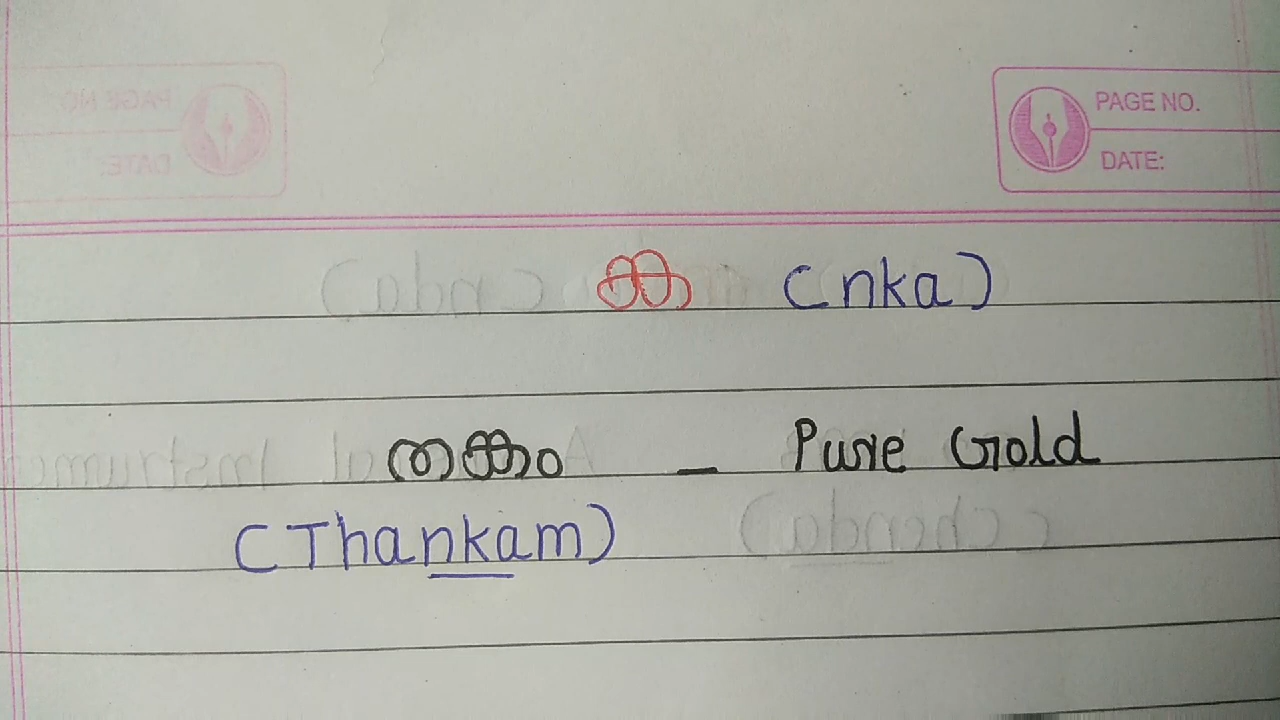 PAGE NO.
DATE:
ങ്ക (nka)
തങ്കം - Pure Gold
(Thankam)